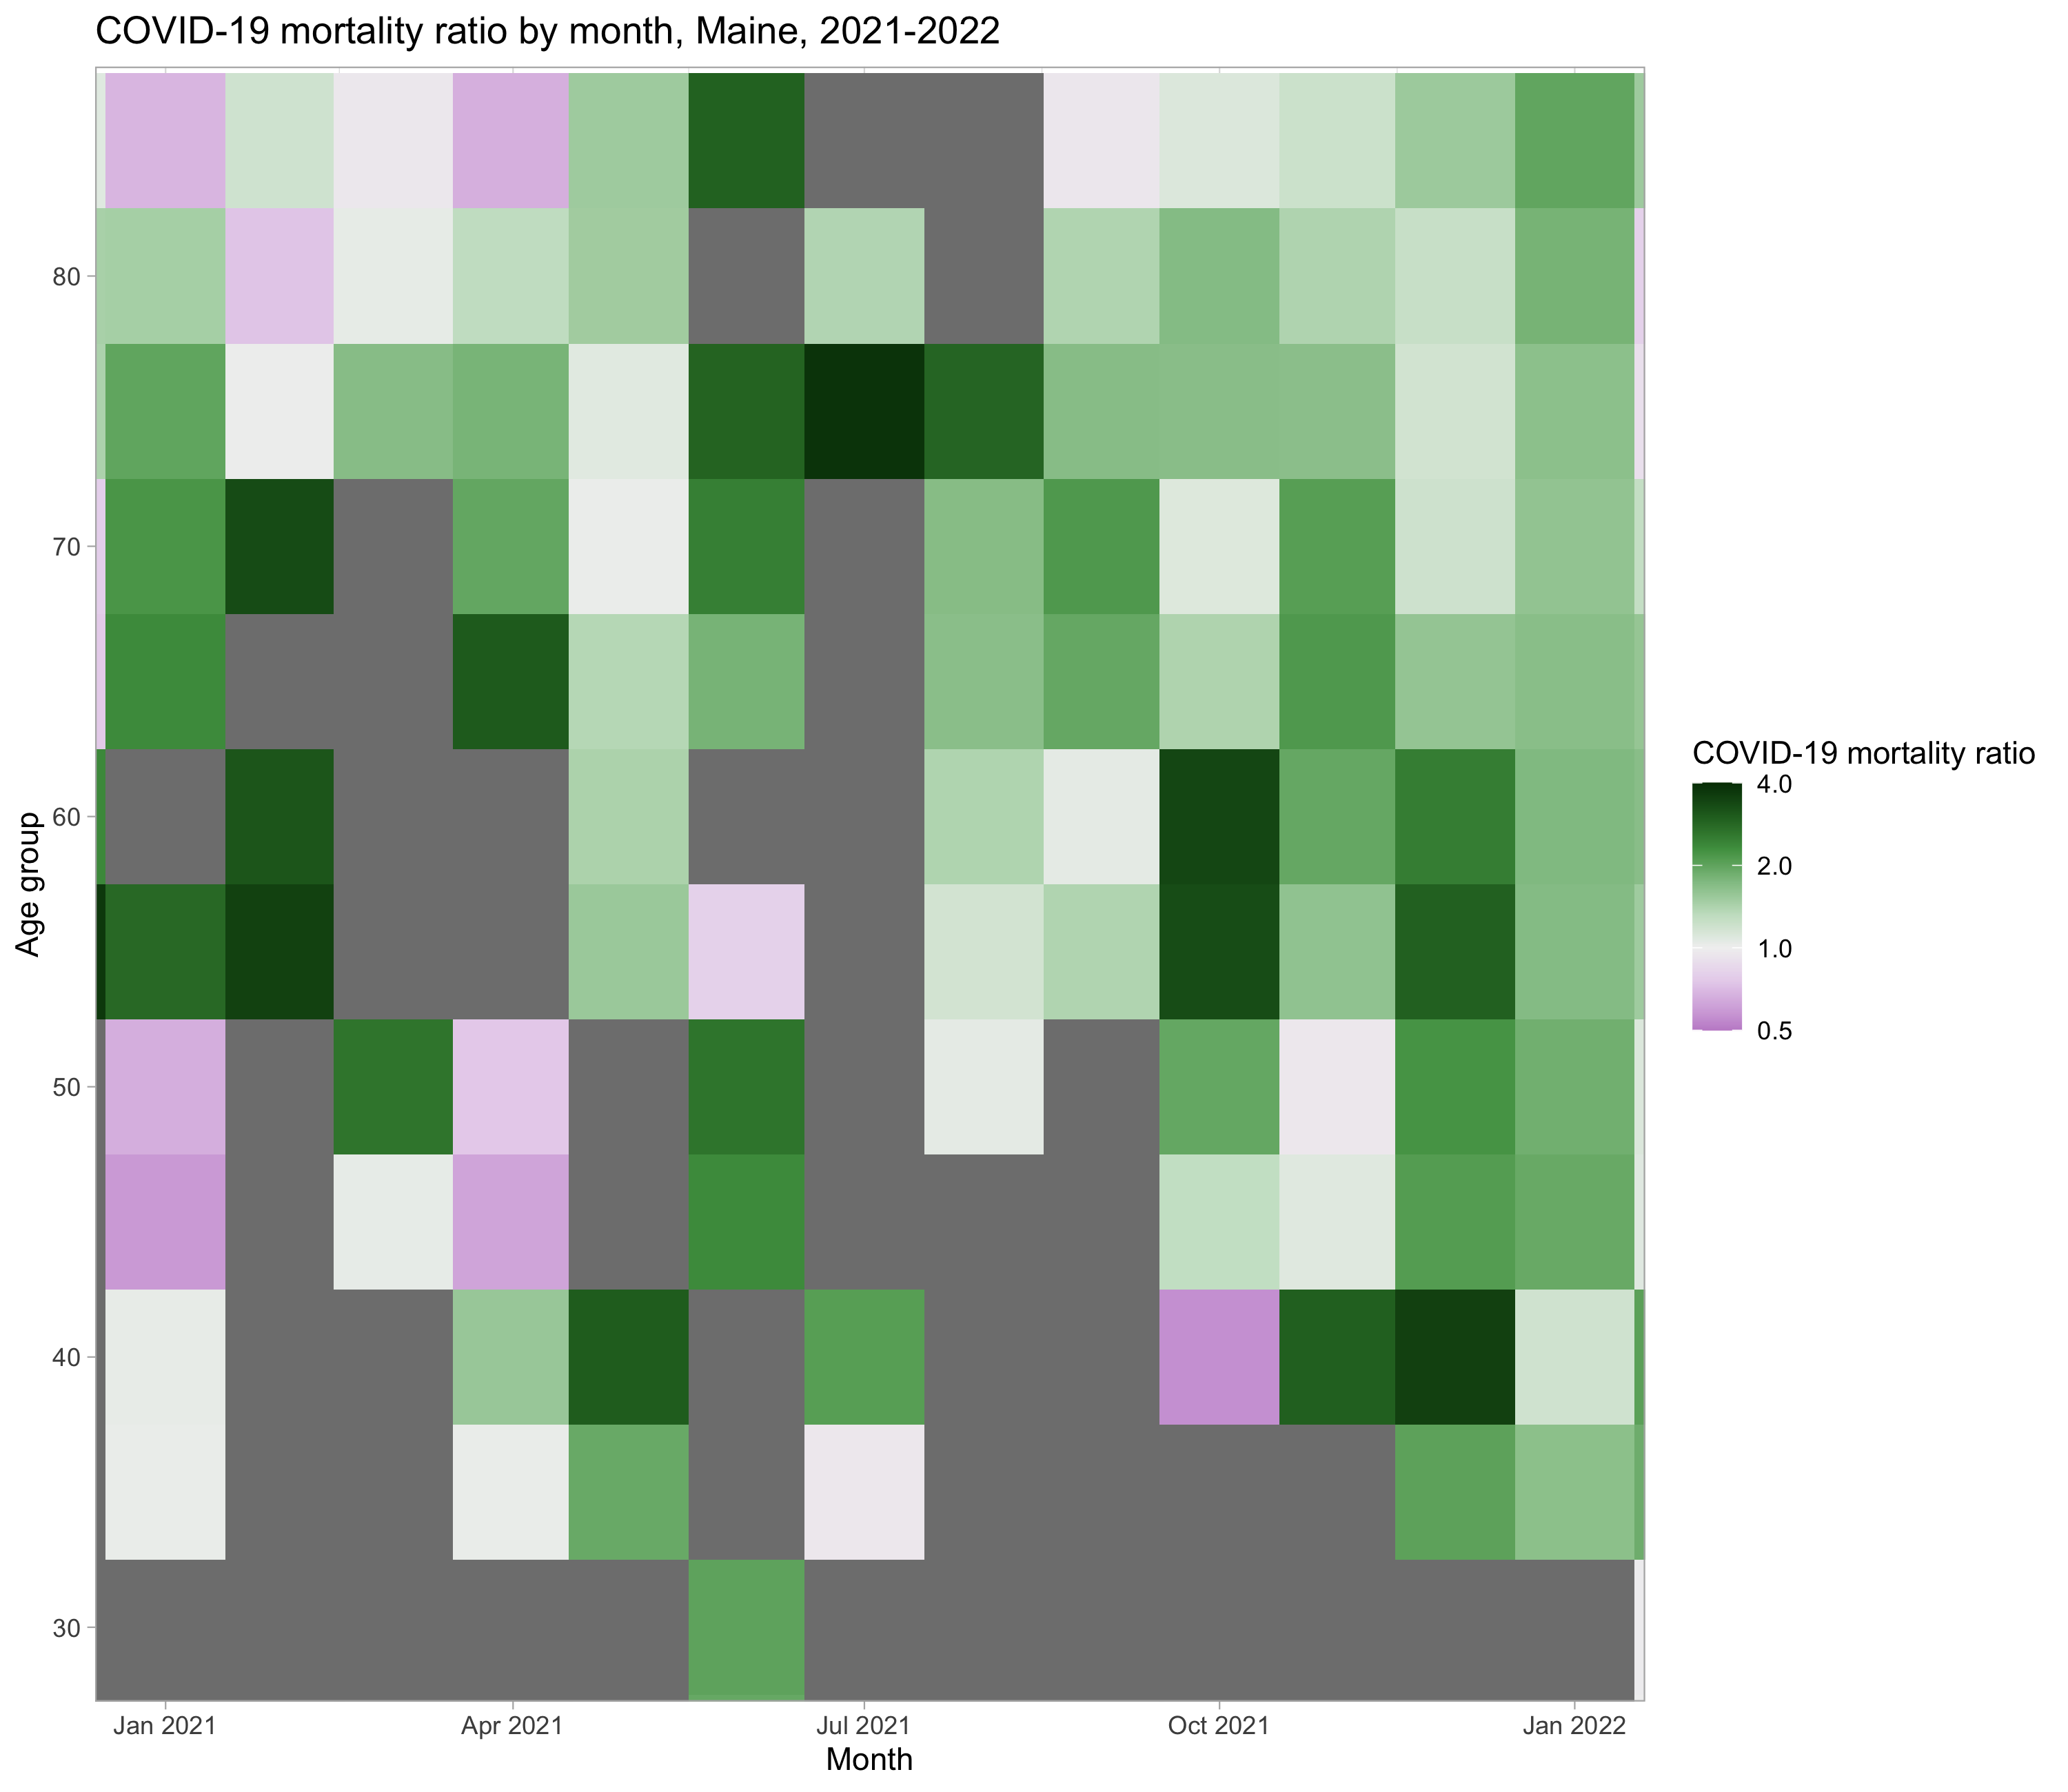 COVID-19 mortality ratio by month, Maine, 2021-2022
80
70
60
50
40
30
Age group
Jan 2021
Apr 2021
Jul 2021
Oct 2021
Jan 2022
Month
COVID-19 mortality ratio
4.0
2.0
1.0
0.5